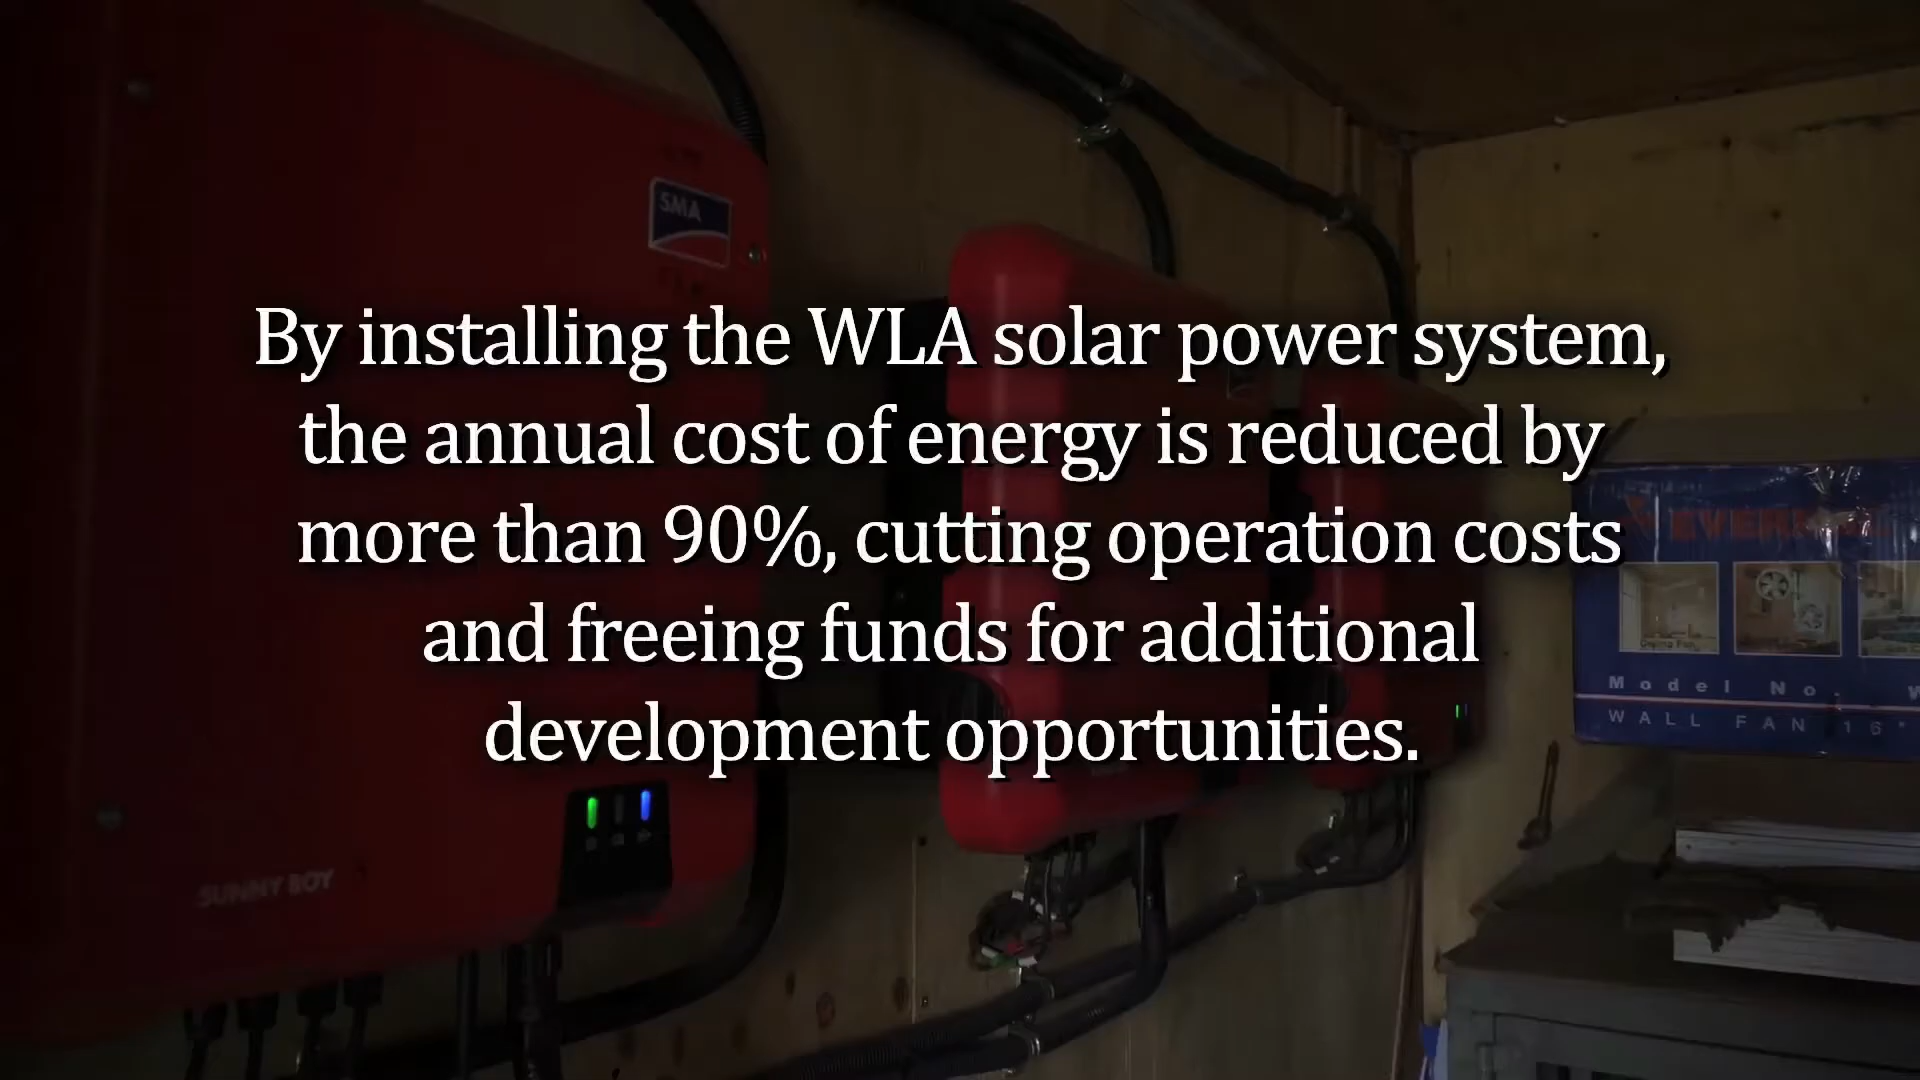 SMA
By installing the WLA solar power system,
the annual cost of energy is reduced by
more than 90%, cutting operation costs
and freeing funds for additional
development opportunities.
SUNNY BOY
Model No
WALL FAN 16"